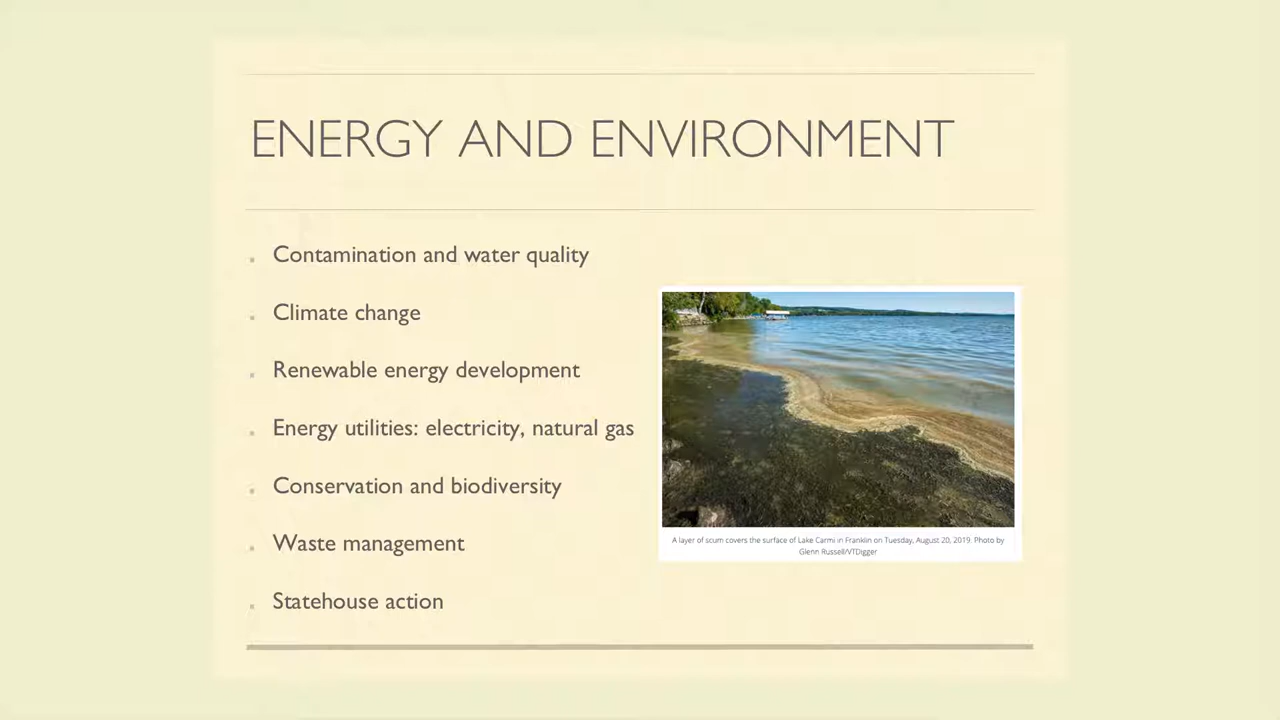 ENERGY AND ENVIRONMENT
Contamination and water quality
Climate change
Renewable energy development
Energy utilities: electricity, natural gas
Conservation and biodiversity
Waste management
Statehouse action
A layer of scum covers the surface of Lake Carmi in Franklin on Tuesday, August 20, 2019. Photo by
Glenn Russell/VTDigger